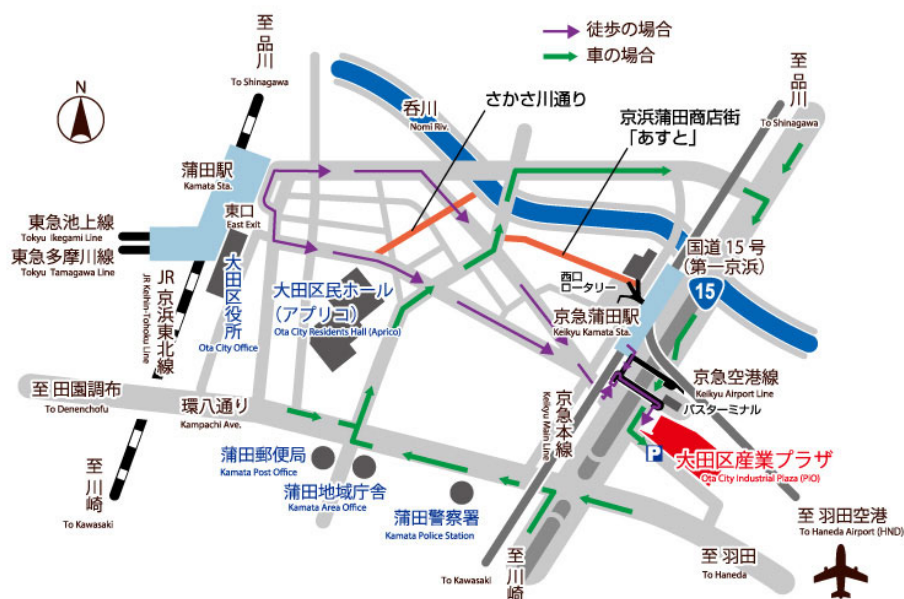 徒歩の場合
車の場合
N
至 品川
To Shinagawa
至 品川
To Shinagawa
さかさ川通り
呑川
Nomi Riv.
京浜蒲田商店街
「あすと」
蒲田駅
Kamata Sta.
東口
East Exit
東急池上線
Tokyu Ikegami Line
東急多摩川線
Tokyu Tamagawa Line
JR 京浜東北線
JR Keihin-Tohoku Line
大田区役所
Ota City Office
大田区民ホール
(アプリコ)
Ota City Residents Hall (Aprico)
西口
ロータリー
京急蒲田駅
Keikyu Kamata Sta.
国道 15 号
(第一京浜)
15
京急空港線
Keikyu Airport Line
バスターミナル
京急本線
Keikyu Main Line
至 田園調布
To Denenchofu
環八通り
Kampachi Ave.
蒲田郵便局
Kamata Post Office
蒲田地域庁舎
Kamata Area Office
蒲田警察署
Kamata Police Station
P
大田区産業プラザ
Ota City Industrial Plaza (PiO)
至 川崎
To Kawasaki
至 川崎
To Kawasaki
至 羽田
To Haneda
至 羽田空港
To Haneda Airport (HND)